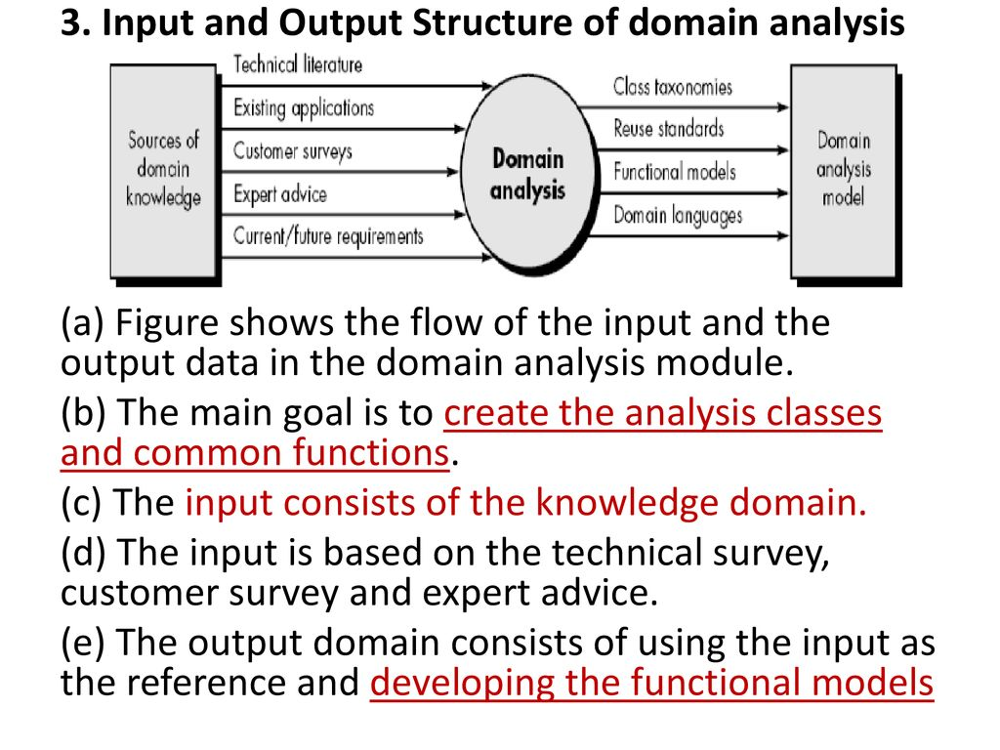 3. Input and Output Structure of domain analysis
Sources of
domain
knowledge
Technical literature
Existing applications
Customer surveys
Expert advice
Current/future requirements
Domain
analysis
Class taxonomies
Reuse standards
Functional models
Domain languages
Domain
analysis
model
(a) Figure shows the flow of the input and the
output data in the domain analysis module.
(b) The main goal is to create the analysis classes
and common functions.
(c) The input consists of the knowledge domain.
(d) The input is based on the technical survey,
customer survey and expert advice.
(e) The output domain consists of using the input as
the reference and developing the functional models